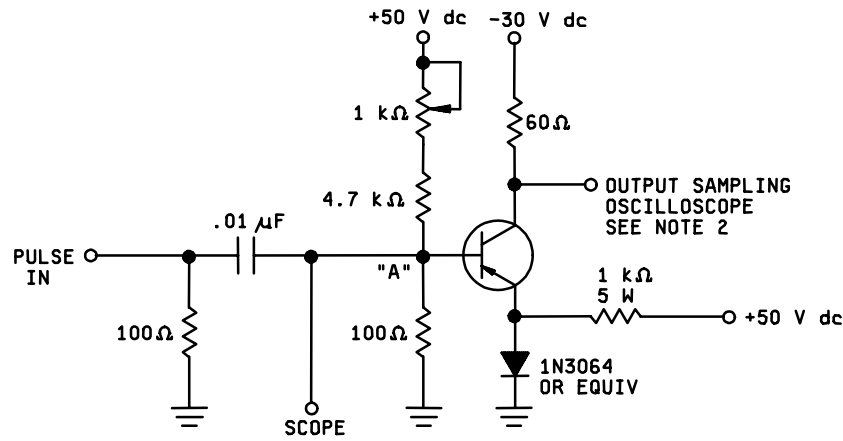 +50 V dc
-30 V dc
1 kΩ
60Ω
4.7 kΩ
OUTPUT SAMPLING
OSCILLOSCOPE
SEE NOTE 2
.01 µF
PULSE
IN
"A"
1 kΩ
5 W
+50 V dc
100Ω
100Ω
1N3064
OR EQUIV
SCOPE